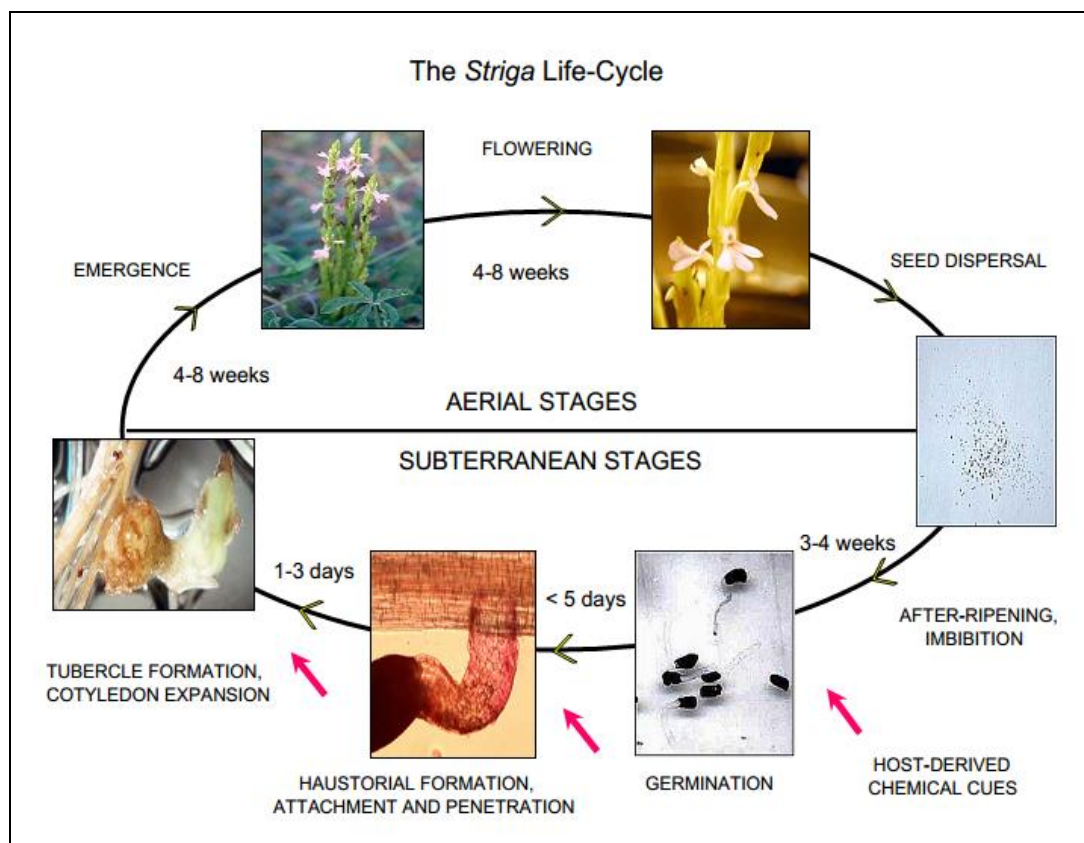 The Striga Life-Cycle
FLOWERING
EMERGENCE
4-8 weeks
SEED DISPERSAL
4-8 weeks
AERIAL STAGES
SUBTERRANEAN STAGES
3-4 weeks
1-3 days
< 5 days
AFTER-RIPENING,
IMBIBITION
TUBERCLE FORMATION,
COTYLEDON EXPANSION
HAUSTORIAL FORMATION,
ATTACHMENT AND PENETRATION
GERMINATION
HOST-DERIVED
CHEMICAL CUES